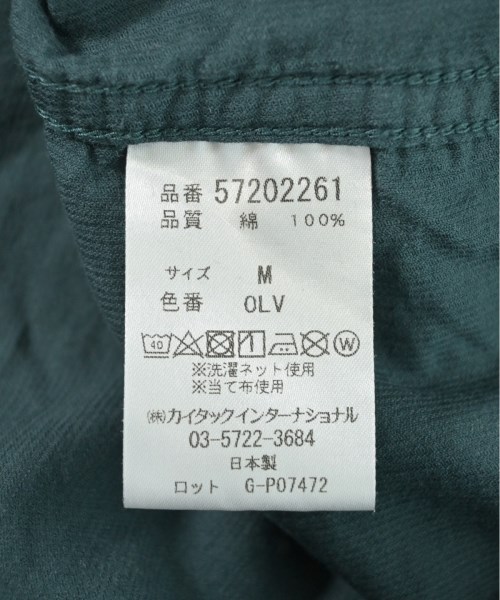 品番 57202261
品質 綿 100%
サイズ M
色番 OLV
40 W
※洗濯ネット使用
※当て布使用
㈱カイタックインターナショナル
03-5722-3684
日本製
ロット G-P07472